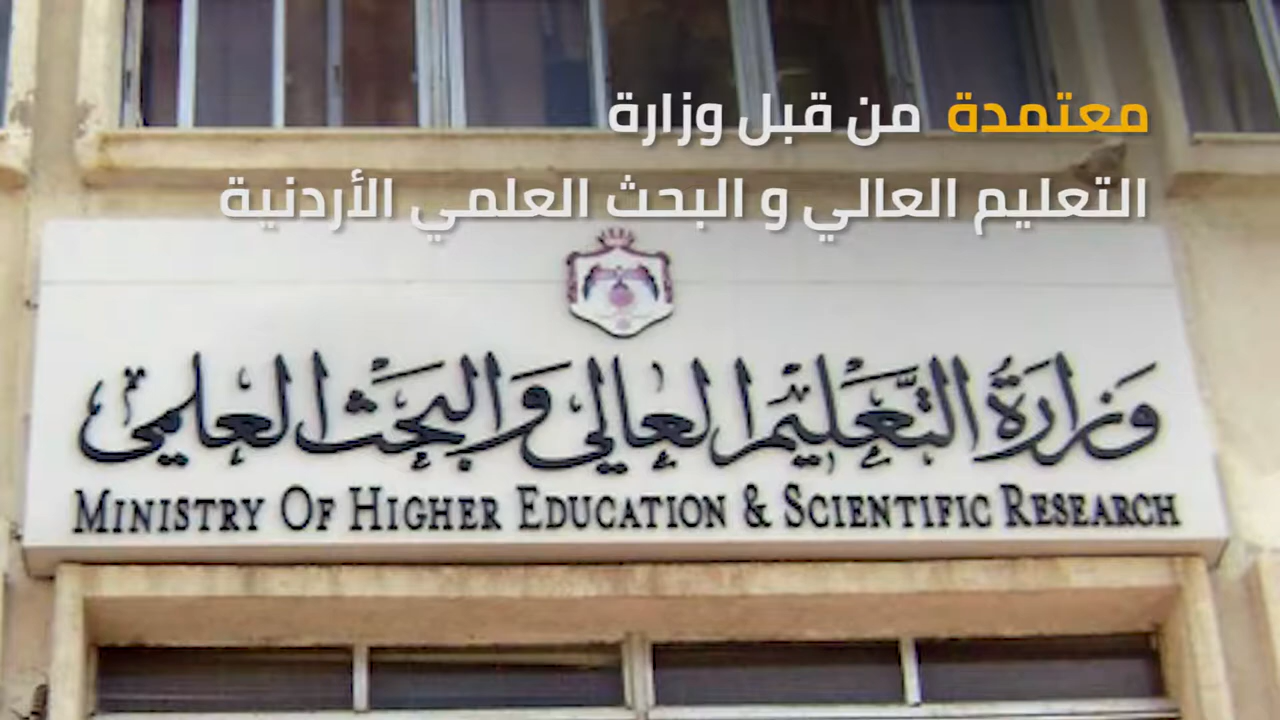 معتمدة من قبل وزارة
التعليم العالي و البحث العلمي الأردنية
وزارة التعليم العالي والبحث العلمي
MINISTRY OF HIGHER EDUCATION & SCIENTIFIC RESEARCH